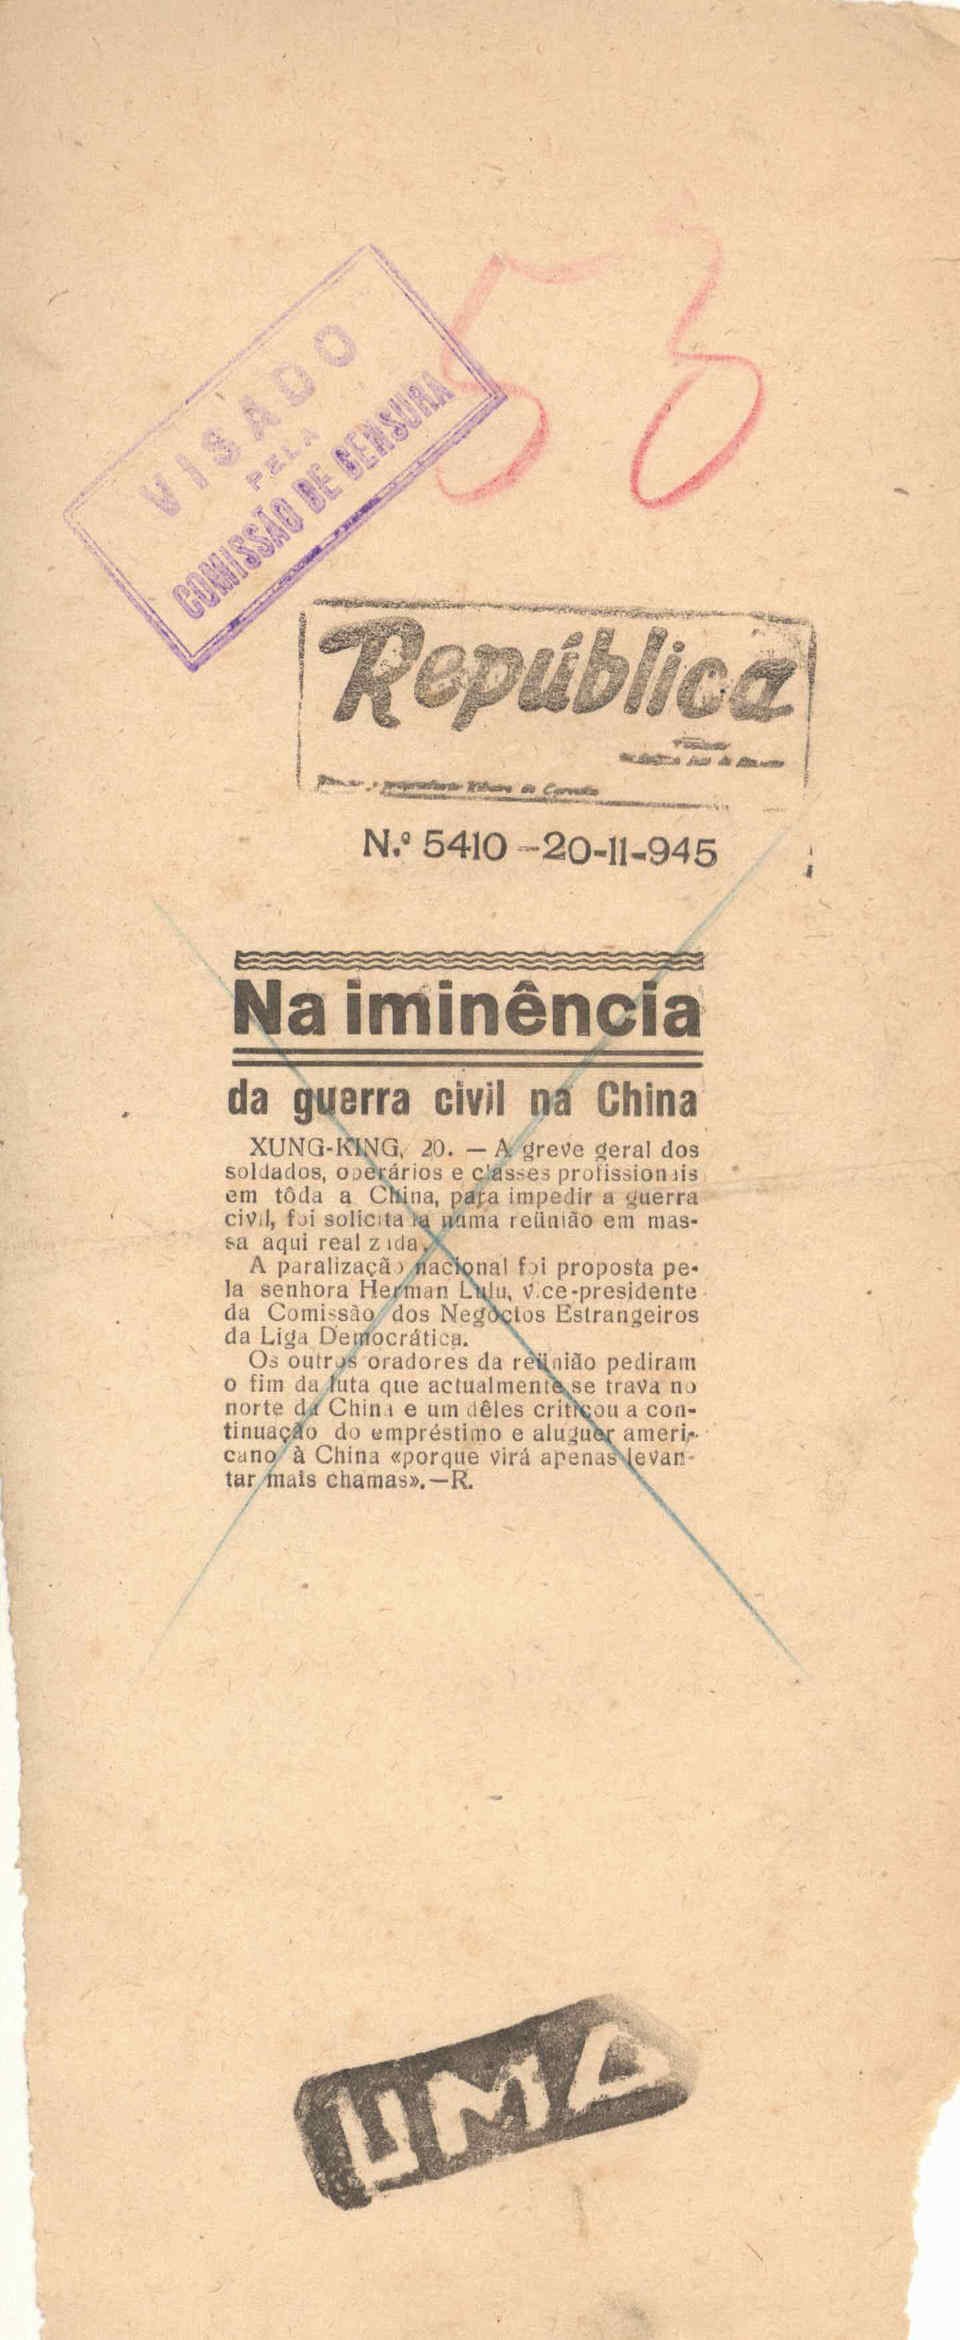 53
VISADO
PELA
COMISSÃO DE CENSURA
República
N.º 5410 - 20-11-945
Na iminência
da guerra civil na China
XUNG-KING, 20. — A greve geral dos
soldados, operários e classes profissionais
em tôda a China, para impedir a guerra
civil, foi solicitada numa reünião em mas-
sa aqui realizada.
A paralização nacional foi proposta pe-
la senhora Herman Lulu, vice-presidente
da Comissão dos Negócios Estrangeiros
da Liga Democrática.
Os outros oradores da reünião pediram
o fim da luta que actualmente se trava no
norte da China e um dêles criticou a con-
tinuação do empréstimo e aluguer ameri-
cano à China «porque virá apenas levan-
tar mais chamas».—R.
LIMA